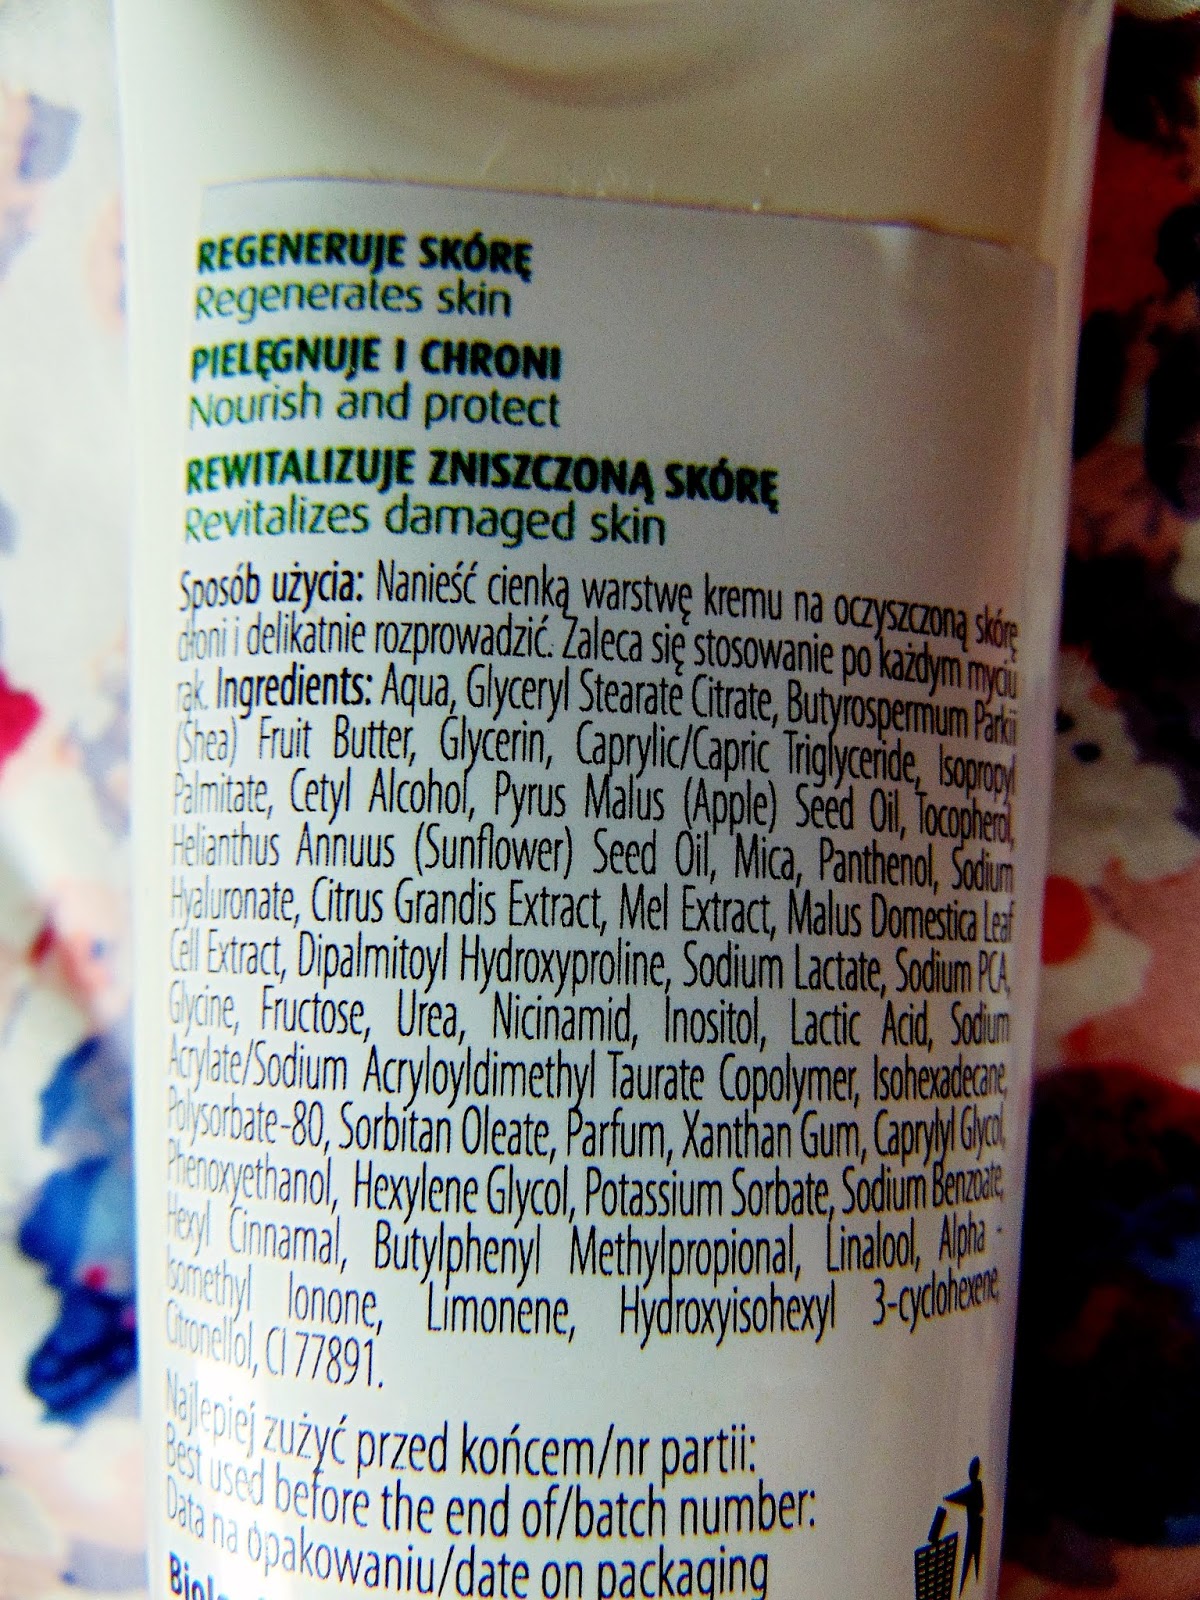 REGENERUJE SKÓRĘ
Regenerates skin
PIELĘGNUJE I CHRONI
Nourish and protect
REWITALIZUJE ZNISZCZONĄ SKÓRĘ
Revitalizes damaged skin
Sposób użycia: Nanieść cienką warstwę kremu na oczyszczoną skórę
dłoni i delikatnie rozprowadzić. Zaleca się stosowanie po każdym myciu
rąk. Ingredients: Aqua, Glyceryl Stearate Citrate, Butyrospermum Parkii
(Shea) Fruit Butter, Glycerin, Caprylic/Capric Triglyceride, Isopropyl
Palmitate, Cetyl Alcohol, Pyrus Malus (Apple) Seed Oil, Tocopherol,
Helianthus Annuus (Sunflower) Seed Oil, Mica, Panthenol, Sodium
Hyaluronate, Citrus Grandis Extract, Mel Extract, Malus Domestica Leaf
Cell Extract, Dipalmitoyl Hydroxyproline, Sodium Lactate, Sodium PCA,
Glycine, Fructose, Urea, Nicinamid, Inositol, Lactic Acid, Sodium
Acrylate/Sodium Acryloyldimethyl Taurate Copolymer, Isohexadecane,
Polysorbate-80, Sorbitan Oleate, Parfum, Xanthan Gum, Caprylyl Glycol,
Phenoxyethanol, Hexylene Glycol, Potassium Sorbate, Sodium Benzoate,
Hexyl Cinnamal, Butylphenyl Methylpropional, Linalool, Alpha -
Isomethyl Ionone, Limonene, Hydroxyisohexyl 3-cyclohexene,
Citronellol, CI 77891.
Najlepiej zużyć przed końcem/nr partii:
Best used before the end of/batch number:
Data na opakowaniu/date on packaging